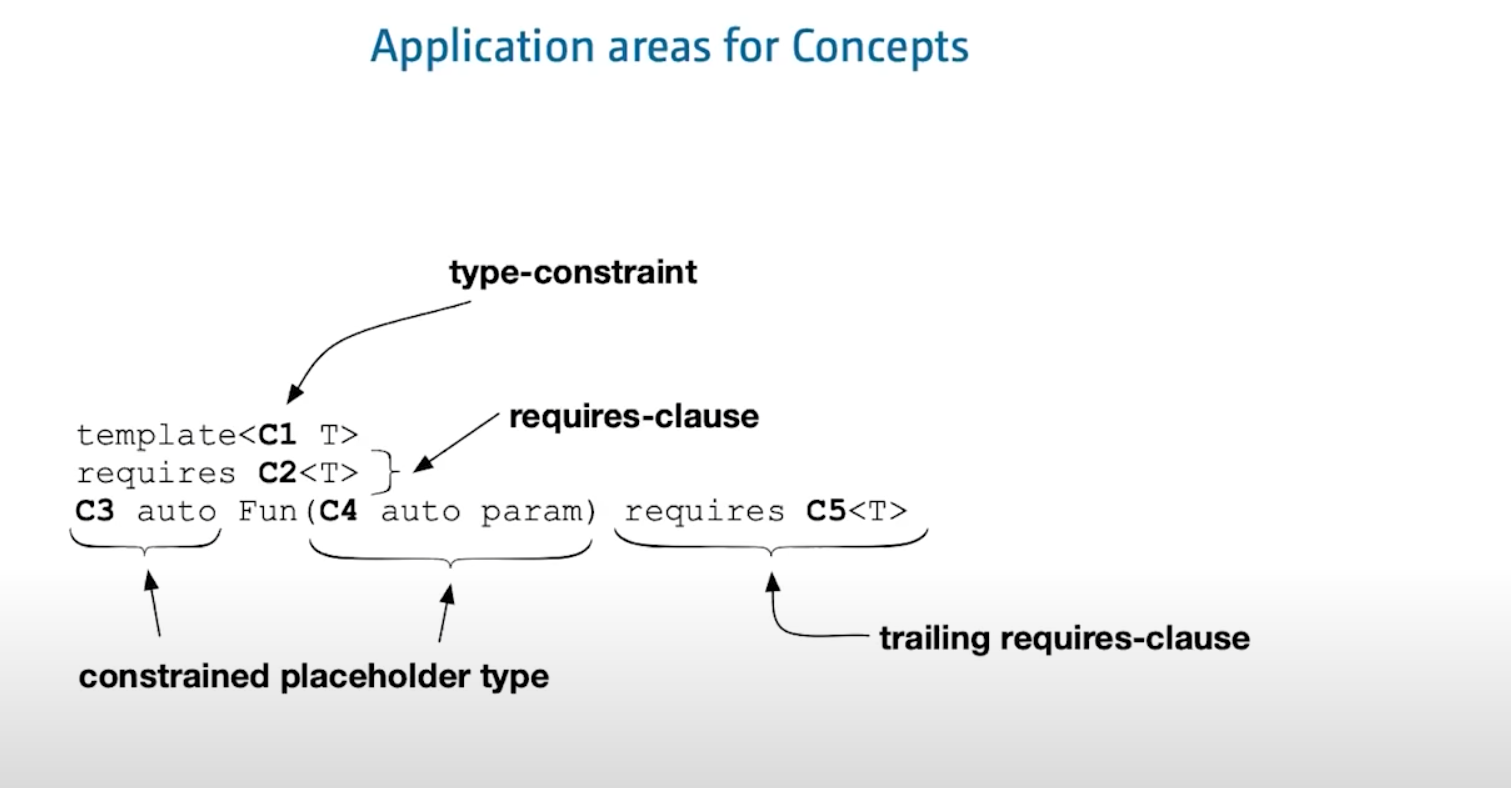 Application areas for Concepts
type-constraint
requires-clause
template<C1 T>
requires C2<T>
C3 auto Fun(C4 auto param) requires C5<T>
trailing requires-clause
constrained placeholder type